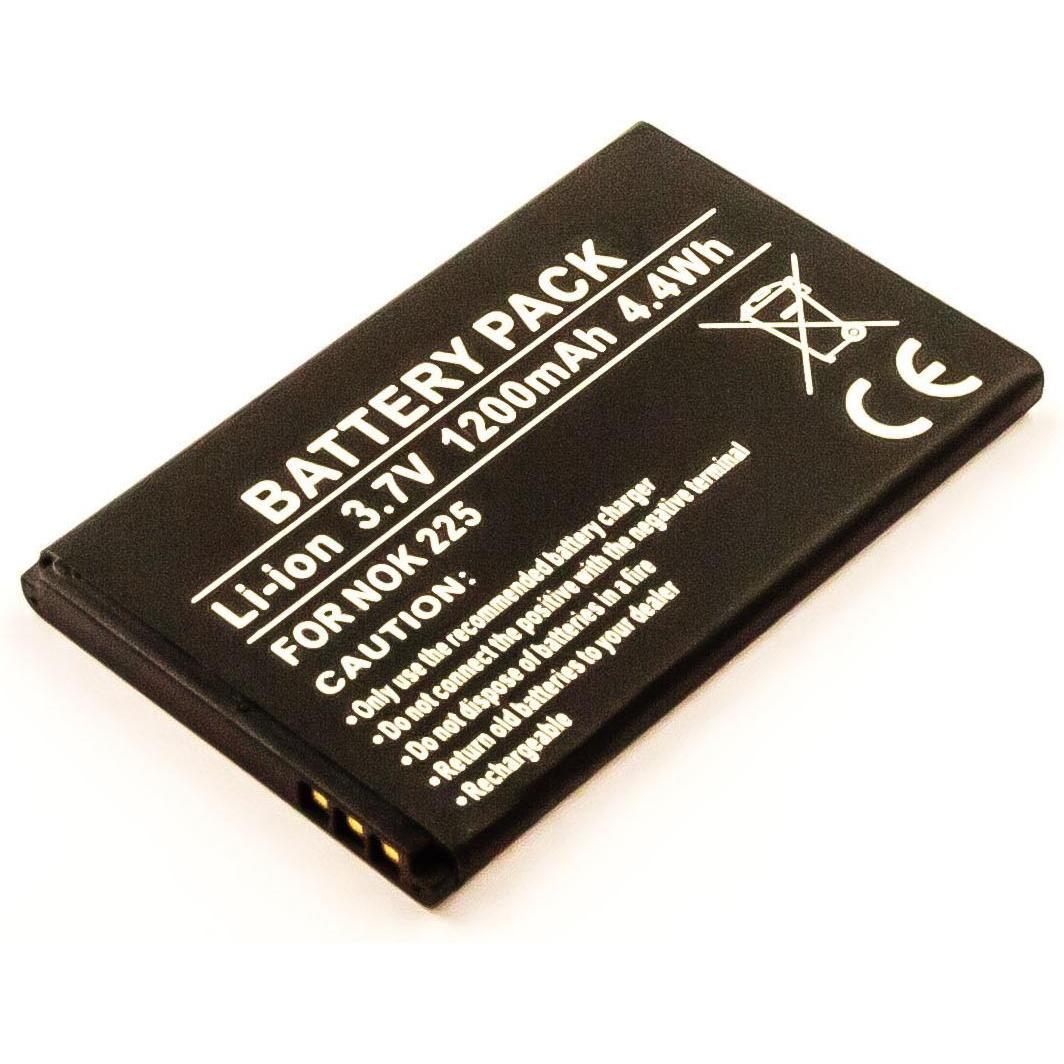 BATTERY PACK
Li-ion 3.7V 1200mAh 4.4Wh
FOR NOK 225
CAUTION:
• Only use the recommended battery charger
• Do not connect the positive with the negative terminal
• Do not dispose of batteries in a fire
• Return old batteries to your dealer
• Rechargeable
CE